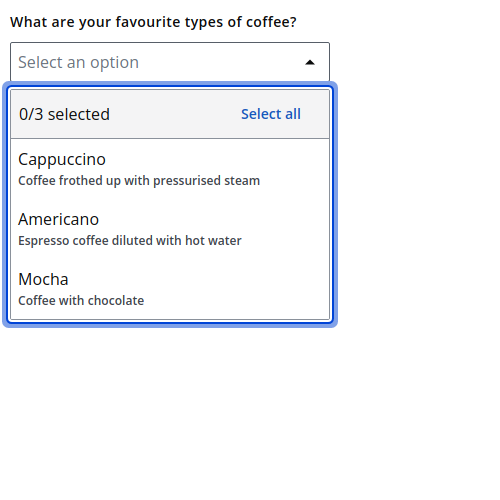 What are your favourite types of coffee?
Select an option
0/3 selected Select all
Cappuccino
Coffee frothed up with pressurised steam
Americano
Espresso coffee diluted with hot water
Mocha
Coffee with chocolate